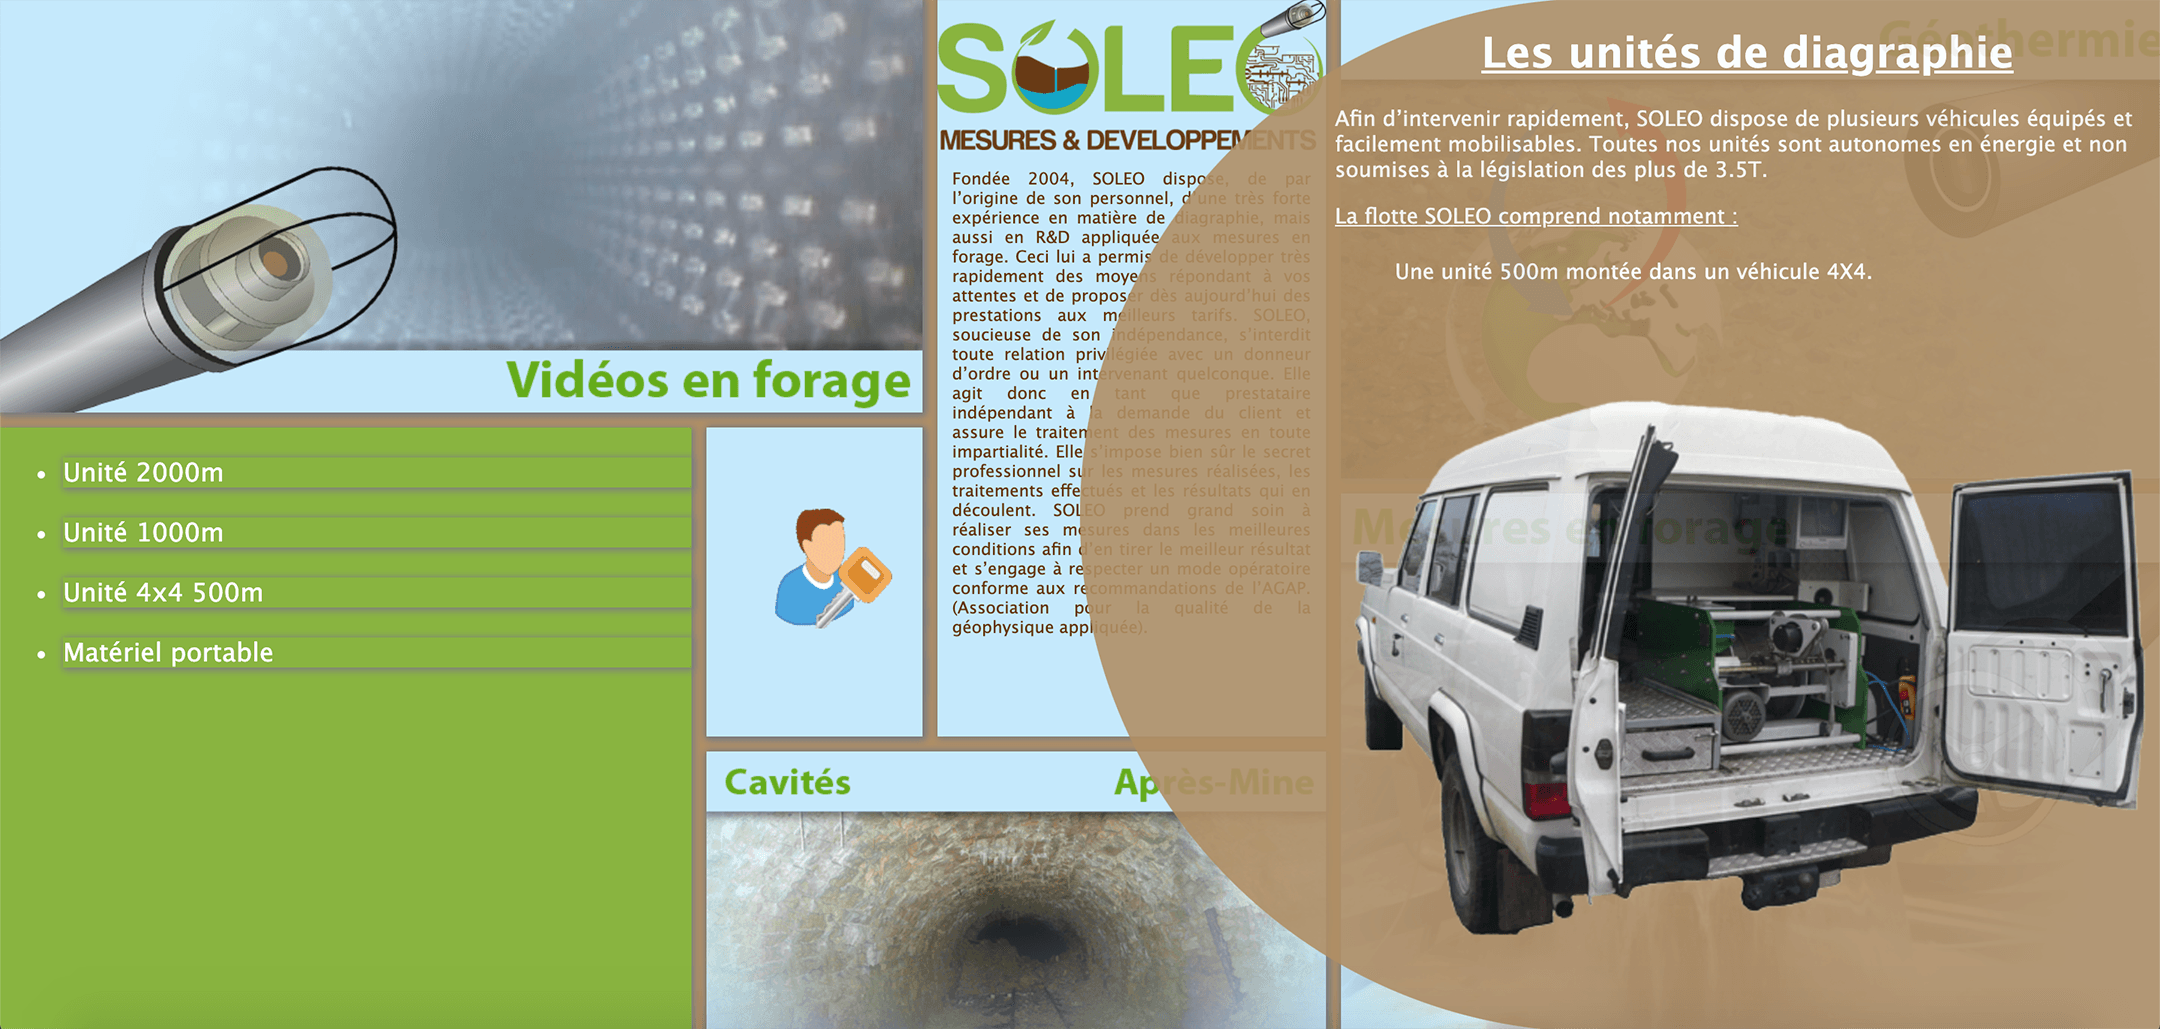 Vidéos en forage
Unité 2000m
Unité 1000m
Unité 4x4 500m
Matériel portable
SOLEO
MESURES & DEVELOPPEMENTS
Fondée 2004, SOLEO dispose, de par
l'origine de son personnel, d'une très forte
expérience en matière de diagraphie, mais
aussi en R&D appliquée aux mesures en
forage. Ceci lui a permis de développer très
rapidement des moyens répondant à vos
attentes et de proposer dès aujourd'hui des
prestations aux meilleurs tarifs. SOLEO,
soucieuse de son indépendance, s'interdit
toute relation privilégiée avec un donneur
d'ordre ou un intervenant quelconque. Elle
agit donc en tant que prestataire
indépendant à la demande du client et
assure le traitement des mesures en toute
impartialité. Elle s'impose bien sûr le secret
professionnel sur les mesures réalisées, les
traitements effectués et les résultats qui en
découlent. SOLEO prend grand soin à
réaliser ses mesures dans les meilleures
conditions afin d'en tirer le meilleur résultat
et s'engage à respecter un mode opératoire
conforme aux recommandations de l'AGAP.
(Association pour la qualité de la
géophysique appliquée).
Cavités
Après-Mine
Géothermie
Les unités de diagraphie
Afin d'intervenir rapidement, SOLEO dispose de plusieurs véhicules équipés et
facilement mobilisables. Toutes nos unités sont autonomes en énergie et non
soumises à la législation des plus de 3.5T.
La flotte SOLEO comprend notamment :
Une unité 500m montée dans un véhicule 4X4.
Mesures en forage